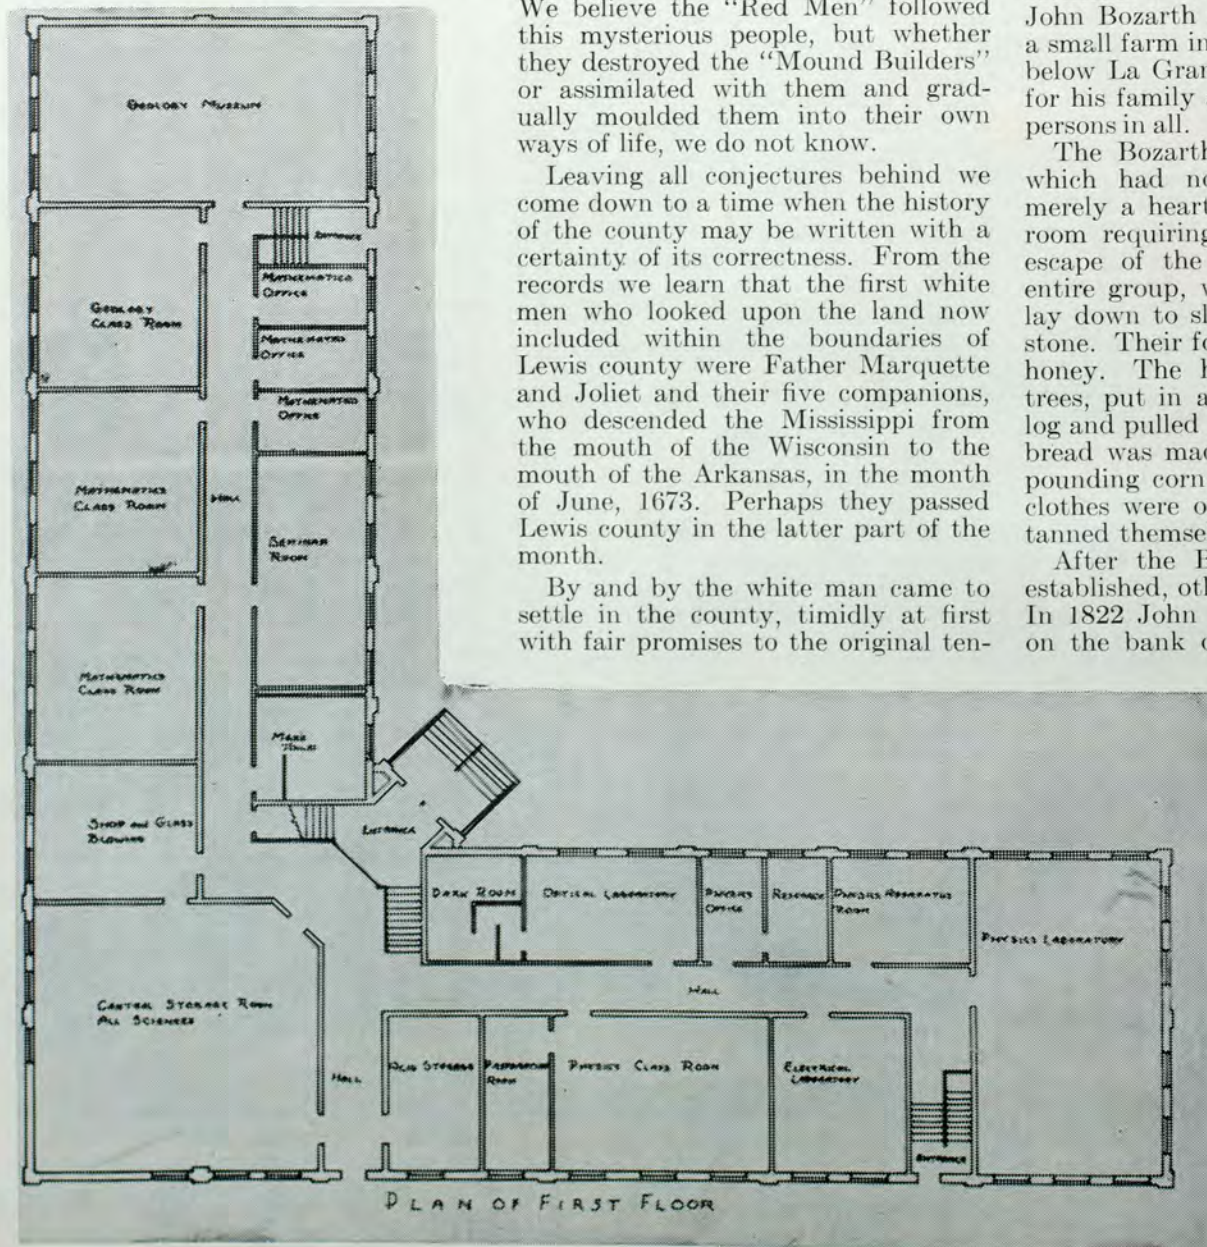 We believe the "Red Men" followed
this mysterious people, but whether
they destroyed the "Mound Builders"
or assimilated with them and grad-
ually moulded them into their own
ways of life, we do not know.
Leaving all conjectures behind we
come down to a time when the history
of the county may be written with a
certainty of its correctness. From the
records we learn that the first white
men who looked upon the land now
included within the boundaries of
Lewis county were Father Marquette
and Joliet and their five companions,
who descended the Mississippi from
the mouth of the Wisconsin to the
mouth of the Arkansas, in the month
of June, 1673. Perhaps they passed
Lewis county in the latter part of the
month.
By and by the white man came to
settle in the county, timidly at first
with fair promises to the original ten-
John Bozarth
a small farm in
below La Gran
for his family
persons in all.
The Bozarth
which had no
merely a heart
room requiring
escape of the
entire group, w
lay down to sl
stone. Their fo
honey. The h
trees, put in a
log and pulled
bread was mad
pounding corn
clothes were o
tanned themse
After the B
established, oth
In 1822 John
on the bank o
GEOLOGY MUSEUM
ENTRANCE
MATHEMATICS
OFFICE
GEOLOGY
CLASS ROOM
MATHEMATICS
OFFICE
MATHEMATICS
OFFICE
MATHEMATICS
CLASS ROOM
HALL
SEMINAR
ROOM
MATHEMATICS
CLASS ROOM
MEN'S
TOILET
SHOP AND GLASS
BLOWING
ENTRANCE
DARK ROOM
OPTICAL LABORATORY
PHYSICS
OFFICE
RESEARCH
PHYSICS APPARATUS
ROOM
PHYSICS LABORATORY
CENTRAL STORAGE ROOM
ALL SCIENCES
HALL
HALL
ACID STORAGE
PREPARATION
ROOM
PHYSICS CLASS ROOM
ELECTRICAL
LABORATORY
ENTRANCE
PLAN OF FIRST FLOOR